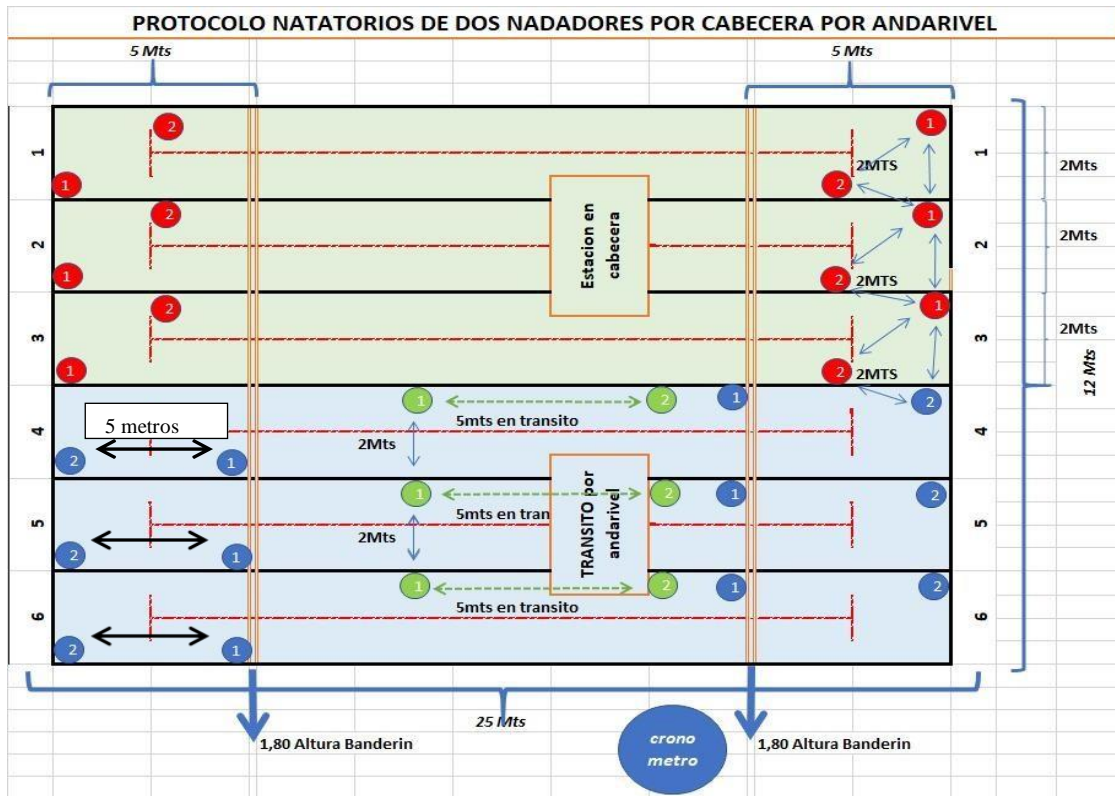 PROTOCOLO NATATORIOS DE DOS NADADORES POR CABECERA POR ANDARIVEL
5 Mts
5 Mts
1
2
1
2
1
2MTS
2
1
2Mts
2
2
1
1
2MTS
2
2
2Mts
Estacion en
cabecera
3
2
1
1
2MTS
2
3
2Mts
12 Mts
4
1
2
1
2
5mts en transito
5 metros
2Mts
2
1
4
5
1
2
1
2
5mts en tran
2Mts
2
1
5
TRANSITO por
andarivel
6
1
2
1
2
5mts en transito
2
1
6
25 Mts
1,80 Altura Banderin
crono
metro
1,80 Altura Banderin